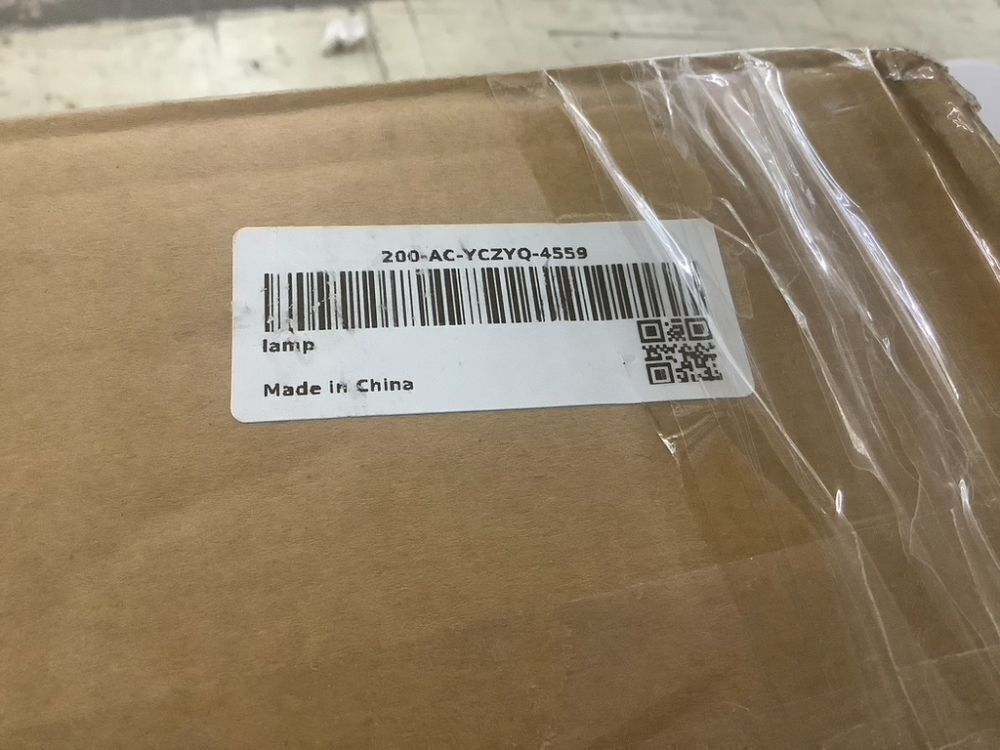 200-AC-YCZYQ-4559
lamp
Made in China